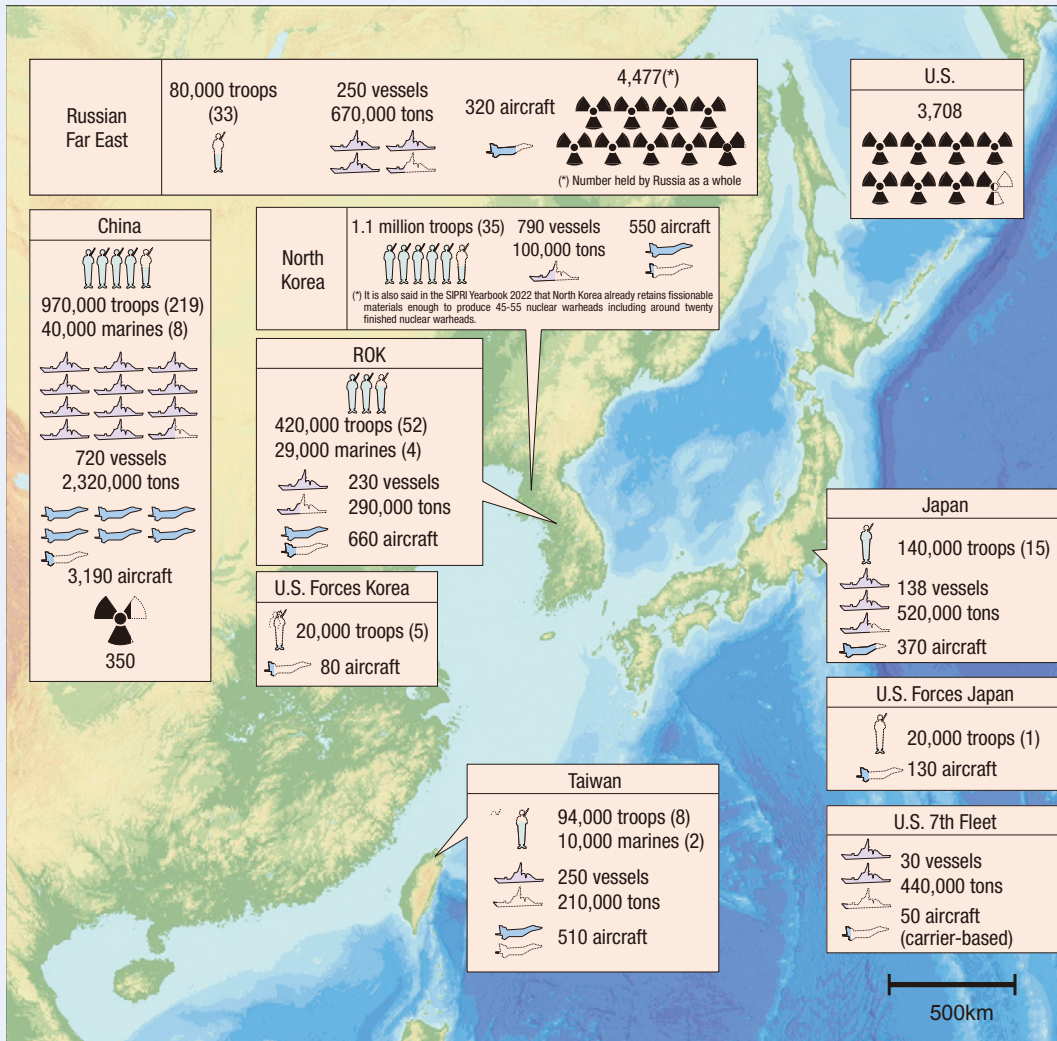 Russian
Far East
80,000 troops
(33)
250 vessels
670,000 tons
320 aircraft
4,477(*)
(*) Number held by Russia as a whole
U.S.
3,708
China
970,000 troops (219)
40,000 marines (8)
720 vessels
2,320,000 tons
3,190 aircraft
350
North
Korea
1.1 million troops (35)
790 vessels
100,000 tons
550 aircraft
(*) It is also said in the SIPRI Yearbook 2022 that North Korea already retains fissionable
materials enough to produce 45-55 nuclear warheads including around twenty
finished nuclear warheads.
ROK
420,000 troops (52)
29,000 marines (4)
230 vessels
290,000 tons
660 aircraft
U.S. Forces Korea
20,000 troops (5)
80 aircraft
Japan
140,000 troops (15)
138 vessels
520,000 tons
370 aircraft
U.S. Forces Japan
20,000 troops (1)
130 aircraft
Taiwan
94,000 troops (8)
10,000 marines (2)
250 vessels
210,000 tons
510 aircraft
U.S. 7th Fleet
30 vessels
440,000 tons
50 aircraft
(carrier-based)
500km